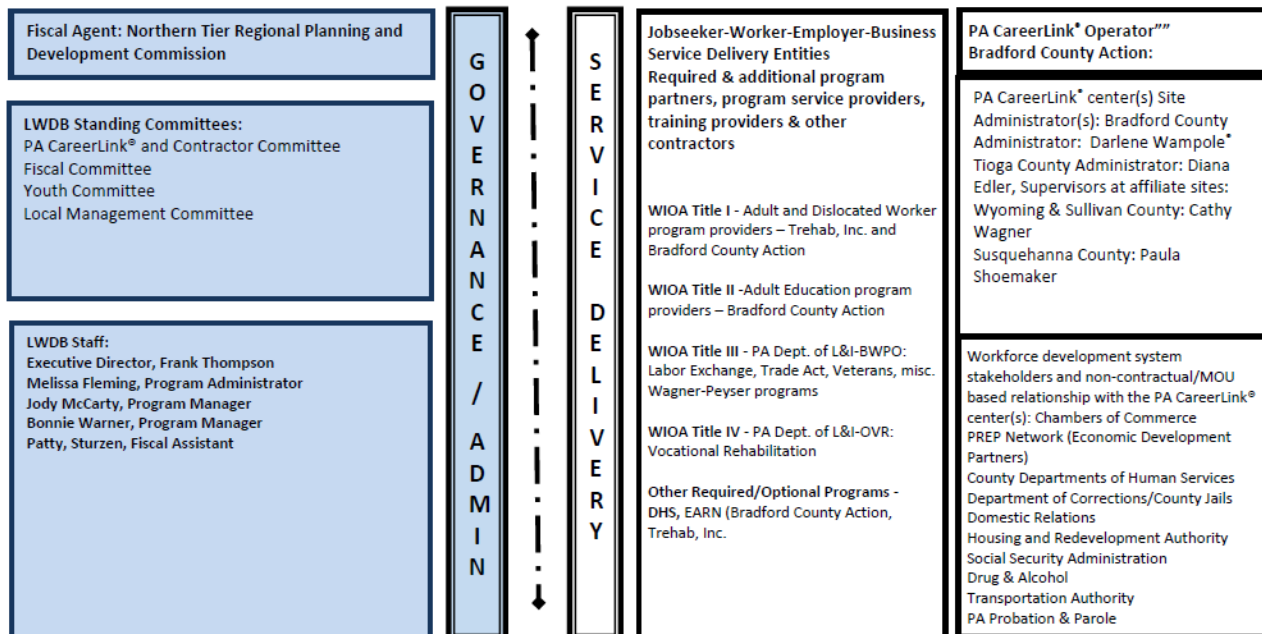 Fiscal Agent: Northern Tier Regional Planning and
Development Commission
LWDB Standing Committees:
PA CareerLink® and Contractor Committee
Fiscal Committee
Youth Committee
Local Management Committee
LWDB Staff:
Executive Director, Frank Thompson
Melissa Fleming, Program Administrator
Jody McCarty, Program Manager
Bonnie Warner, Program Manager
Patty, Sturzen, Fiscal Assistant
GOVERNANCE / ADMIN
SERVICE DELIVERY
Jobseeker-Worker-Employer-Business
Service Delivery Entities
Required & additional program
partners, program service providers,
training providers & other
contractors
WIOA Title I - Adult and Dislocated Worker
program providers – Trehab, Inc. and
Bradford County Action
WIOA Title II -Adult Education program
providers – Bradford County Action
WIOA Title III - PA Dept. of L&I-BWPO:
Labor Exchange, Trade Act, Veterans, misc.
Wagner-Peyser programs
WIOA Title IV - PA Dept. of L&I-OVR:
Vocational Rehabilitation
Other Required/Optional Programs -
DHS, EARN (Bradford County Action,
Trehab, Inc.
PA CareerLink® Operator””
Bradford County Action:
PA CareerLink® center(s) Site
Administrator(s): Bradford County
Administrator: Darlene Wampole®
Tioga County Administrator: Diana
Edler, Supervisors at affiliate sites:
Wyoming & Sullivan County: Cathy
Wagner
Susquehanna County: Paula
Shoemaker
Workforce development system
stakeholders and non-contractual/MOU
based relationship with the PA CareerLink®
center(s): Chambers of Commerce
PREP Network (Economic Development
Partners)
County Departments of Human Services
Department of Corrections/County Jails
Domestic Relations
Housing and Redevelopment Authority
Social Security Administration
Drug & Alcohol
Transportation Authority
PA Probation & Parole